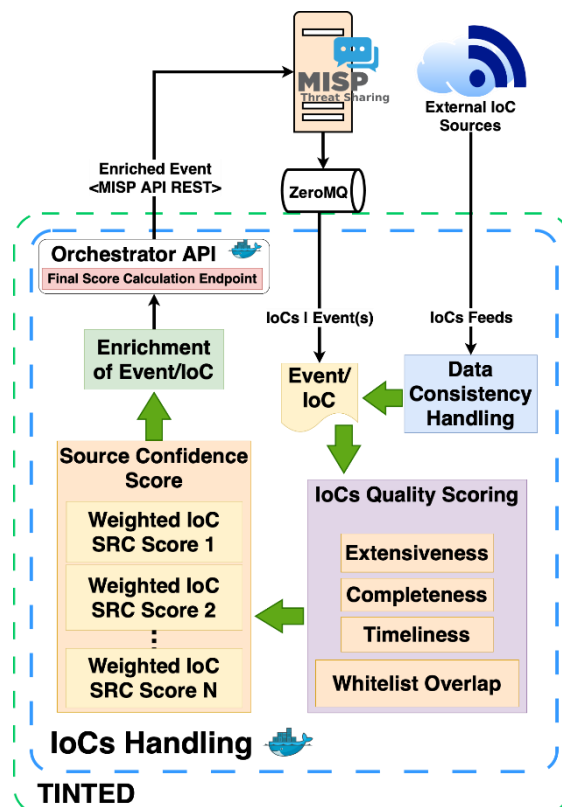 MISP
Threat Sharing
External IoC
Sources
Enriched Event
<MISP API REST>
ZeroMQ
Orchestrator API
Final Score Calculation Endpoint
IoCs | Event(s)
IoCs Feeds
Enrichment
of Event/IoC
Event/
IoC
Data
Consistency
Handling
Source Confidence
Score
Weighted IoC
SRC Score 1
Weighted IoC
SRC Score 2
Weighted IoC
SRC Score N
IoCs Quality Scoring
Extensiveness
Completeness
Timeliness
Whitelist Overlap
IoCs Handling
TINTED